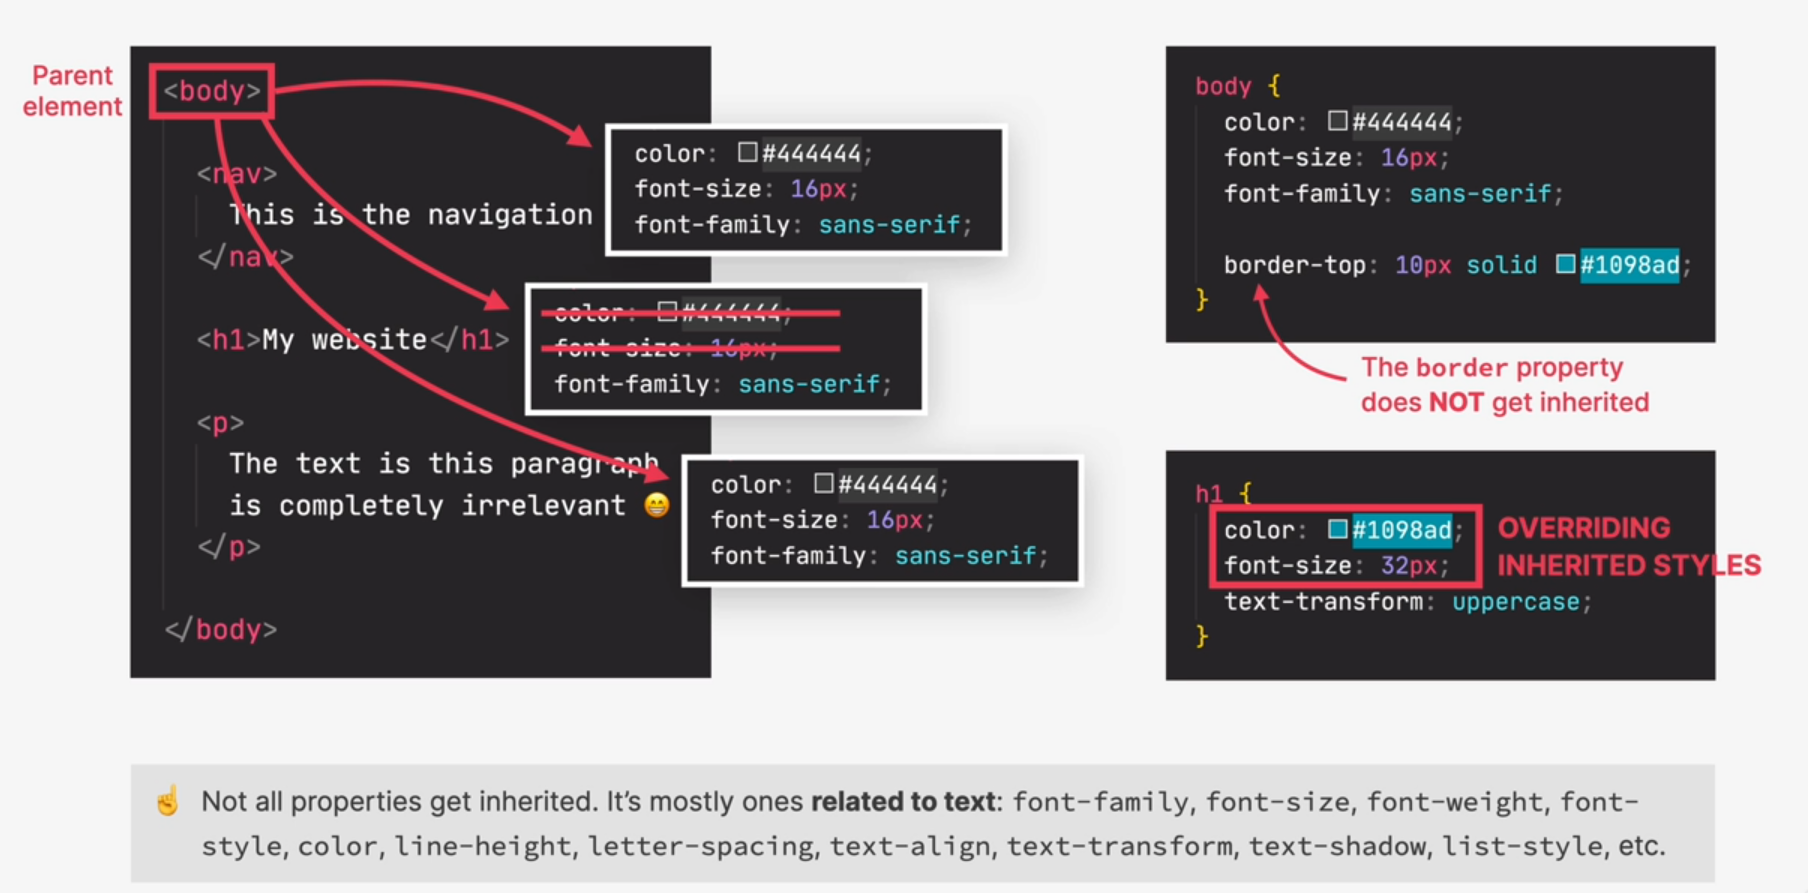 Parent
element
<body>
<nav>
This is the navigation
</nav>
<h1>My website</h1>
<p>
The text is this paragraph
is completely irrelevant 😁
</p>
</body>
color: #444444;
font-size: 16px;
font-family: sans-serif;
color: #444444;
font-size: 16px;
font-family: sans-serif;
color: #444444;
font-size: 16px;
font-family: sans-serif;
body {
color: #444444;
font-size: 16px;
font-family: sans-serif;
border-top: 10px solid #1098ad;
}
The border property
does NOT get inherited
h1 {
color: #1098ad;
font-size: 32px;
text-transform: uppercase;
}
OVERRIDING
INHERITED STYLES
☝️ Not all properties get inherited. It’s mostly ones related to text: font-family, font-size, font-weight, font-
style, color, line-height, letter-spacing, text-align, text-transform, text-shadow, list-style, etc.